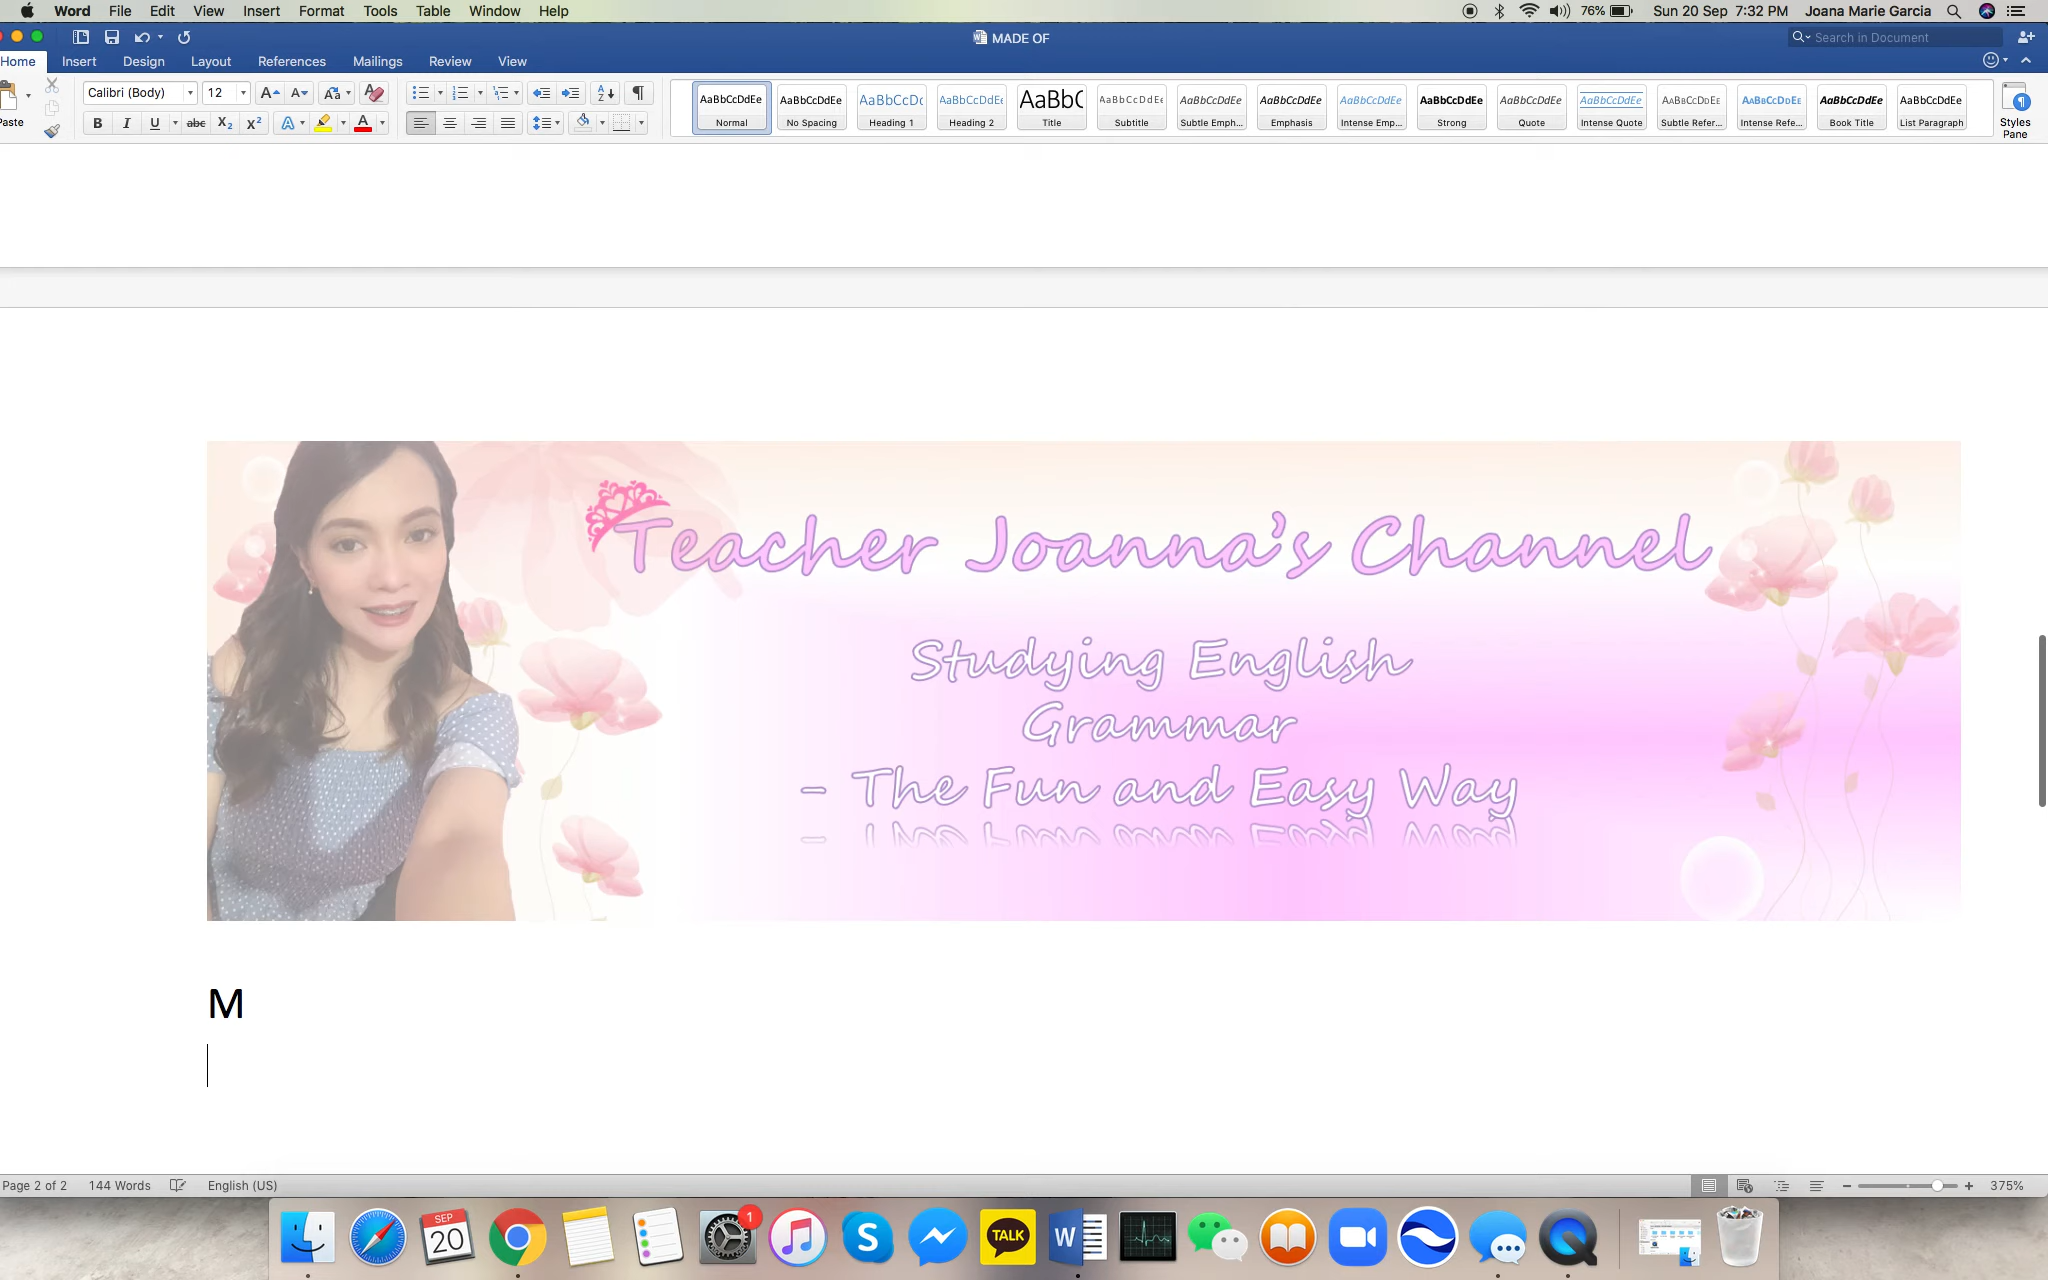 Word File Edit View Insert Format Tools Table Window Help 76% Sun 20 Sep 7:32 PM Joana Marie Garcia
MADE OF Search in Document
Home Insert Design Layout References Mailings Review View
Paste Calibri (Body) 12
AaBbCcDdEe AaBbCcDdEe AaBbCcDc AaBbCcDdEe AaBbC AaBbCcDdEe AaBbCcDdEe AaBbCcDdEe AaBbCcDdEe AaBbCcDdEe AaBbCcDdEe AaBbCcDdEe AaBbCcDdEe AaBbCcDdEe AaBbCcDdEe AaBbCcDdEe
Normal No Spacing Heading 1 Heading 2 Title Subtitle Subtle Emph... Emphasis Intense Emp... Strong Quote Intense Quote Subtle Refer... Intense Refe... Book Title List Paragraph Styles Pane
Teacher Joanna's Channel
Studying English
Grammar
- The Fun and Easy Way
M
Page 2 of 2 144 Words English (US) 375%
SEP
20
1
S
TALK
W